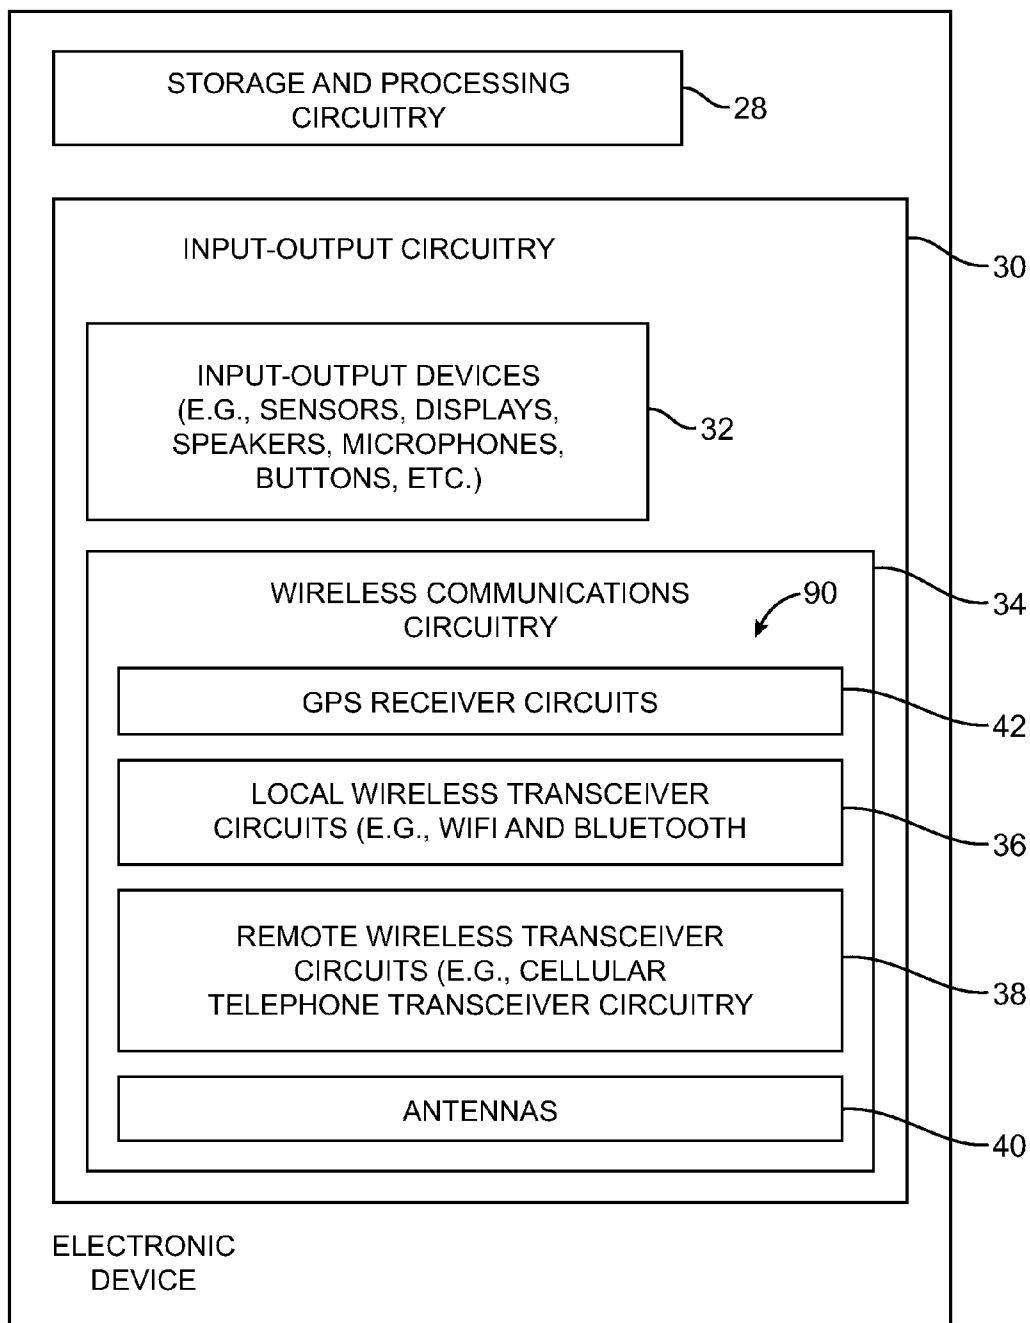 STORAGE AND PROCESSING
CIRCUITRY
28
INPUT-OUTPUT CIRCUITRY
30
INPUT-OUTPUT DEVICES
(E.G., SENSORS, DISPLAYS,
SPEAKERS, MICROPHONES,
BUTTONS, ETC.)
32
WIRELESS COMMUNICATIONS
CIRCUITRY
90
34
GPS RECEIVER CIRCUITS
42
LOCAL WIRELESS TRANSCEIVER
CIRCUITS (E.G., WIFI AND BLUETOOTH
36
REMOTE WIRELESS TRANSCEIVER
CIRCUITS (E.G., CELLULAR
TELEPHONE TRANSCEIVER CIRCUITRY
38
ANTENNAS
40
ELECTRONIC
DEVICE